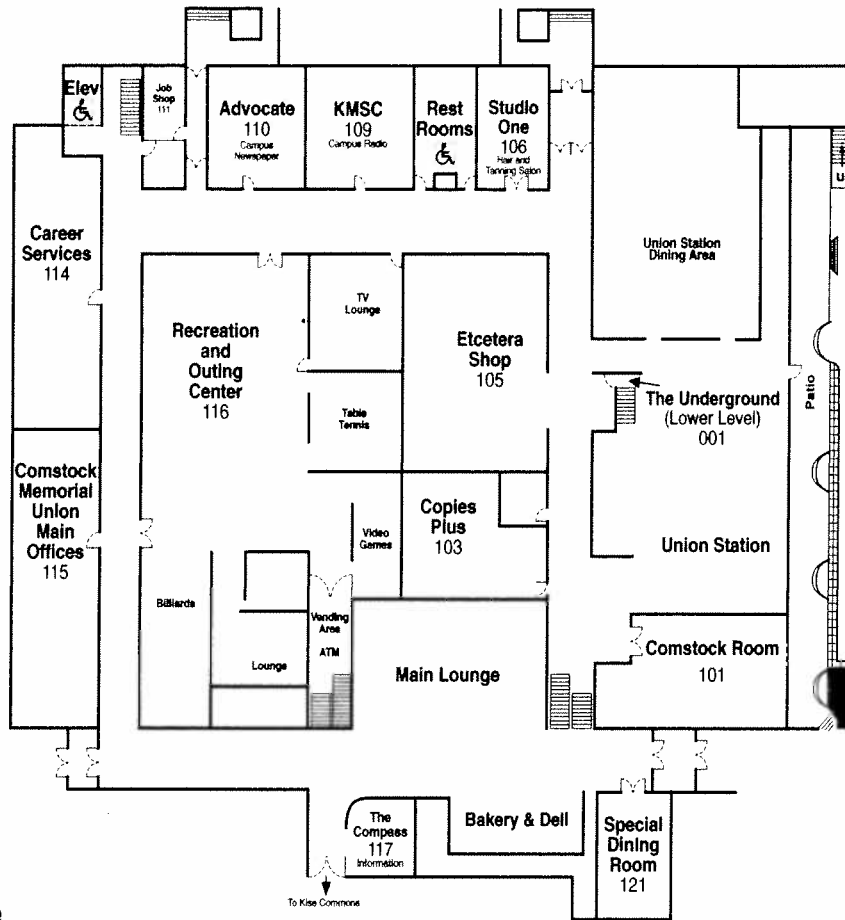 Elev
Job
Shop
111
Advocate
110
Campus
Newspaper
KMSC
109
Campus Radio
Rest
Rooms
Studio
One
106
Hair and
Tanning Salon
Career
Services
114
Union Station
Dining Area
TV
Lounge
Recreation
and
Outing
Center
116
Etcetera
Shop
105
The Underground
(Lower Level)
001
Patio
Table
Tennis
Comstock
Memorial
Union
Main
Offices
115
Copies
Plus
103
Video
Games
Union Station
Billiards
Vending
Area
ATM
Lounge
Main Lounge
Comstock Room
101
The
Compass
117
Information
Bakery & Deli
Special
Dining
Room
121
To Kise Commons